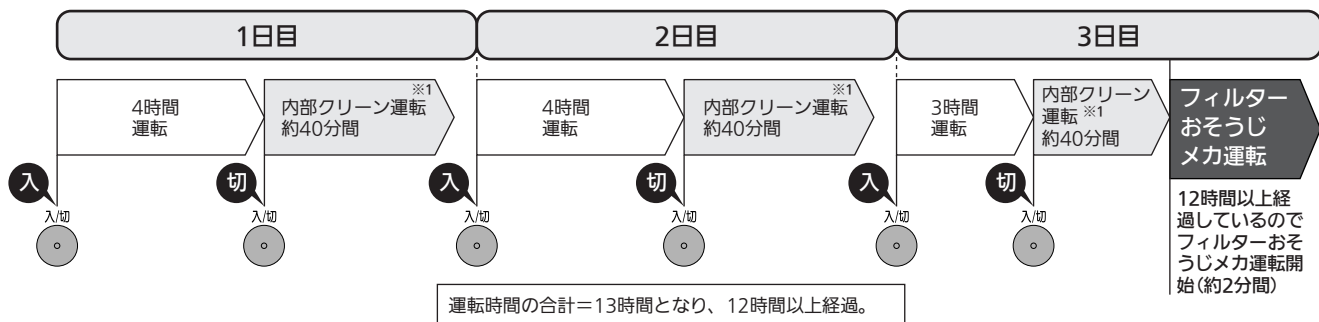 1日目
2日目
3日目
4時間
運転
内部クリーン運転※1
約40分間
4時間
運転
内部クリーン運転※1
約40分間
3時間
運転
内部クリーン
運転※1
約40分間
フィルター
おそうじ
メカ運転
入
切
入
切
入
切
入/切
入/切
入/切
入/切
入/切
入/切
12時間以上経
過しているので
フィルターおそ
うじメカ運転開
始(約2分間)
運転時間の合計=13時間となり、12時間以上経過。